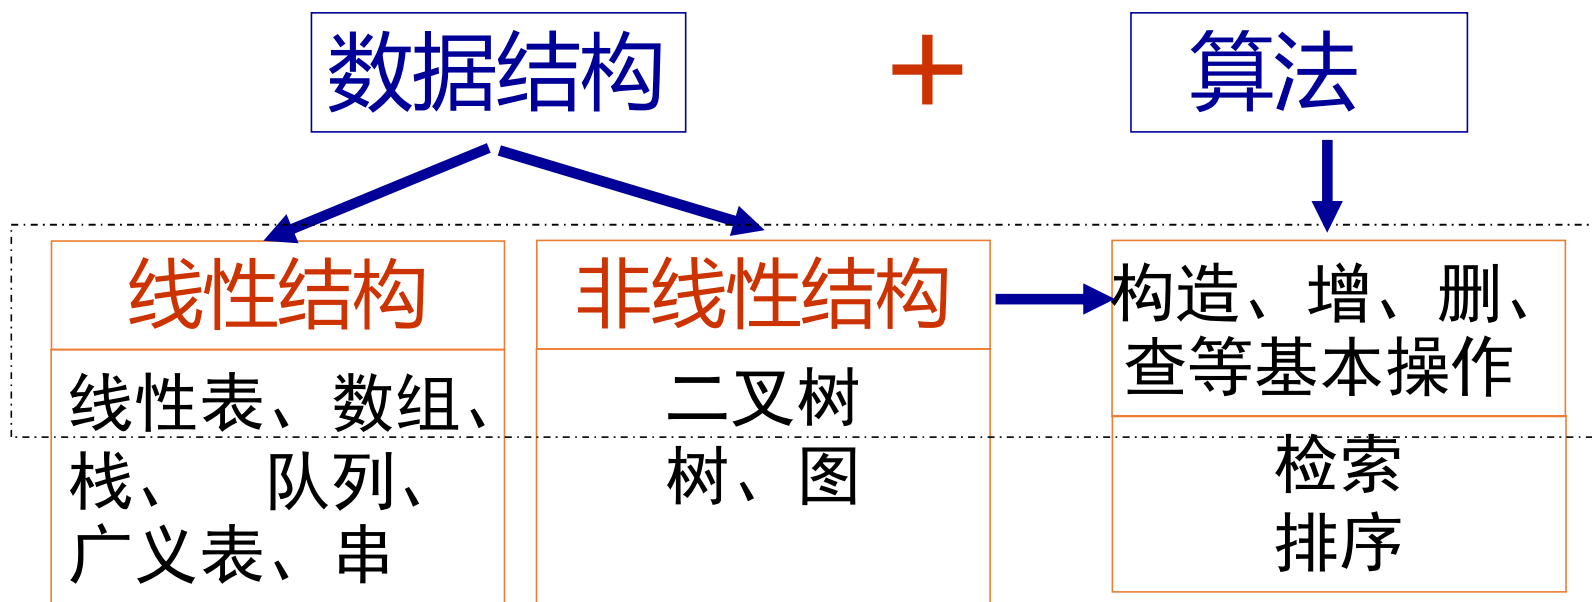 数据结构 + 算法
线性结构
线性表、数组、
栈、 队列、
广义表、串
非线性结构
二叉树
树、图
构造、增、删、
查等基本操作
检索
排序